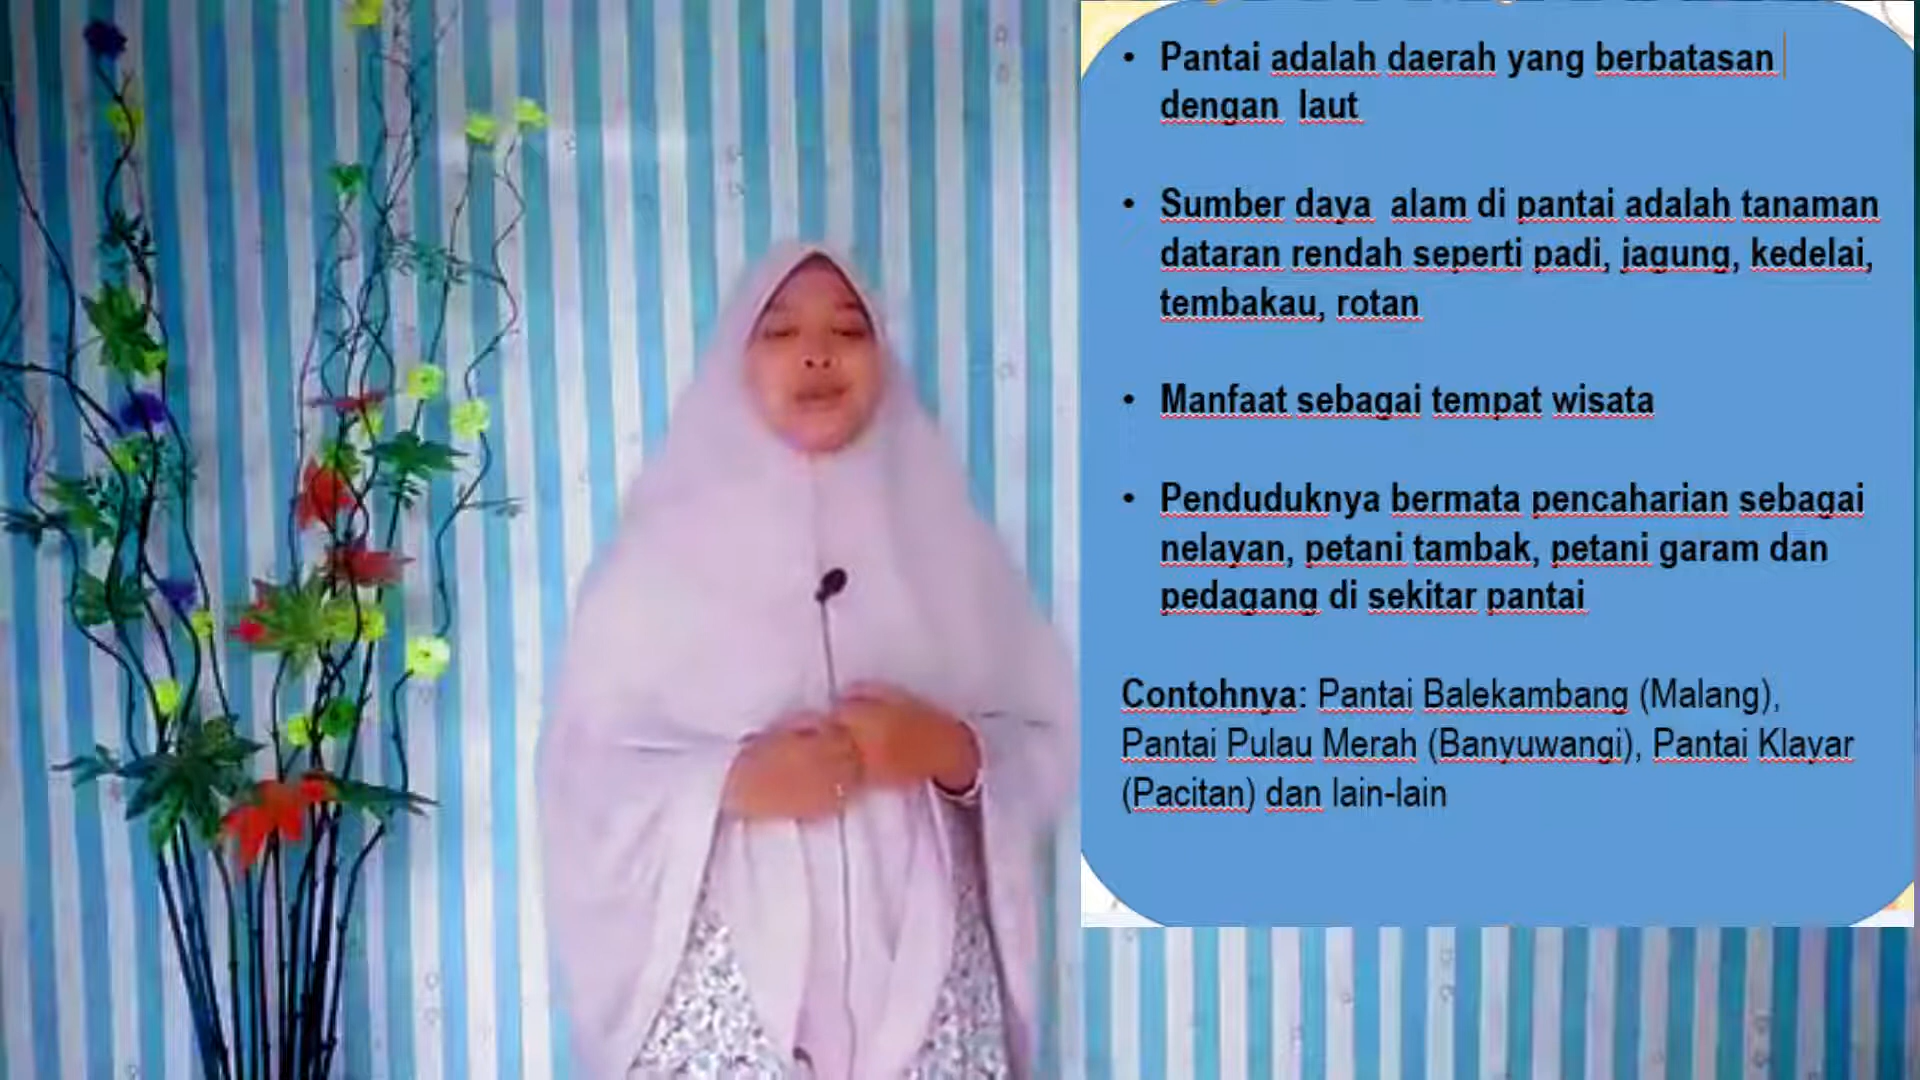 • Pantai adalah daerah yang berbatasan
dengan laut
• Sumber daya alam di pantai adalah tanaman
dataran rendah seperti padi, jagung, kedelai,
tembakau, rotan
• Manfaat sebagai tempat wisata
• Penduduknya bermata pencaharian sebagai
nelayan, petani tambak, petani garam dan
pedagang di sekitar pantai
Contohnya: Pantai Balekambang (Malang),
Pantai Pulau Merah (Banyuwangi), Pantai Klayar
(Pacitan) dan lain-lain